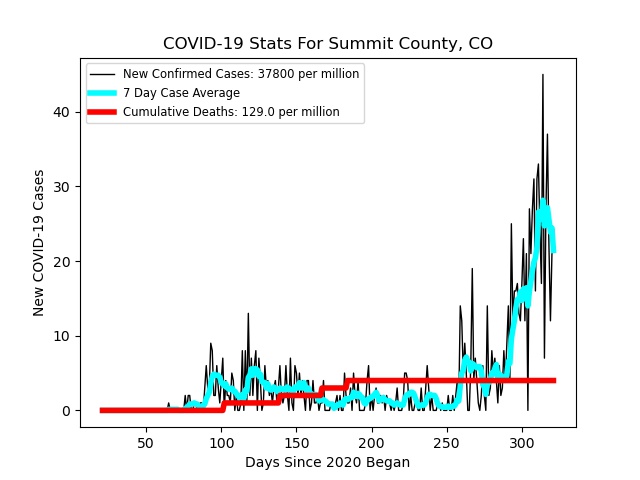 COVID-19 Stats For Summit County, CO
New Confirmed Cases: 37800 per million
7 Day Case Average
Cumulative Deaths: 129.0 per million
New COVID-19 Cases
40
30
20
10
0
50 100 150 200 250 300
Days Since 2020 Began